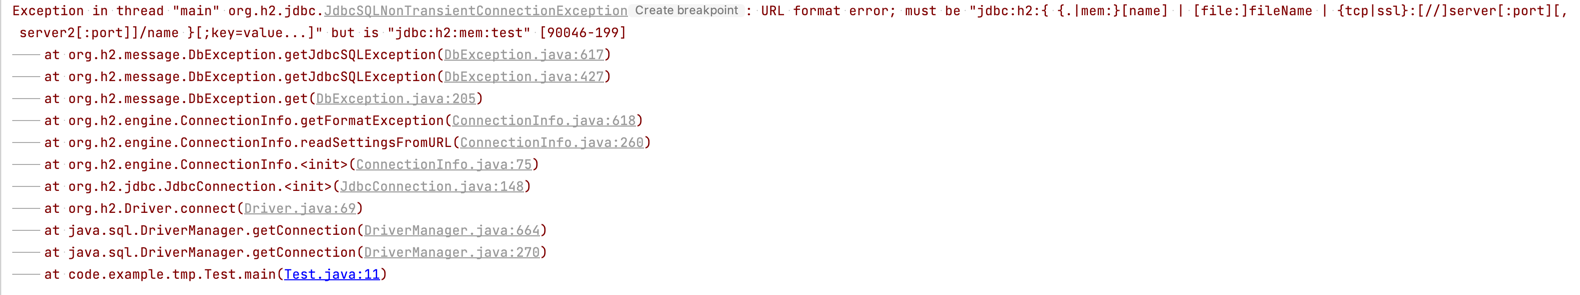 Exception in thread "main" org.h2.jdbc.JdbcSQLNonTransientConnectionException Create breakpoint : URL format error; must be "jdbc:h2:{ {.|mem:}[name] | [file:]fileName | {tcp|ssl}:[//]server[:port][,
server2[:port]]/name }[;key=value...]" but is "jdbc:h2:mem:test" [90046-199]
at org.h2.message.DbException.getJdbcSQLException(DbException.java:617)
at org.h2.message.DbException.getJdbcSQLException(DbException.java:427)
at org.h2.message.DbException.get(DbException.java:205)
at org.h2.engine.ConnectionInfo.getFormatException(ConnectionInfo.java:618)
at org.h2.engine.ConnectionInfo.readSettingsFromURL(ConnectionInfo.java:260)
at org.h2.engine.ConnectionInfo.<init>(ConnectionInfo.java:75)
at org.h2.jdbc.JdbcConnection.<init>(JdbcConnection.java:148)
at org.h2.Driver.connect(Driver.java:69)
at java.sql.DriverManager.getConnection(DriverManager.java:664)
at java.sql.DriverManager.getConnection(DriverManager.java:270)
at code.example.tmp.Test.main(Test.java:11)